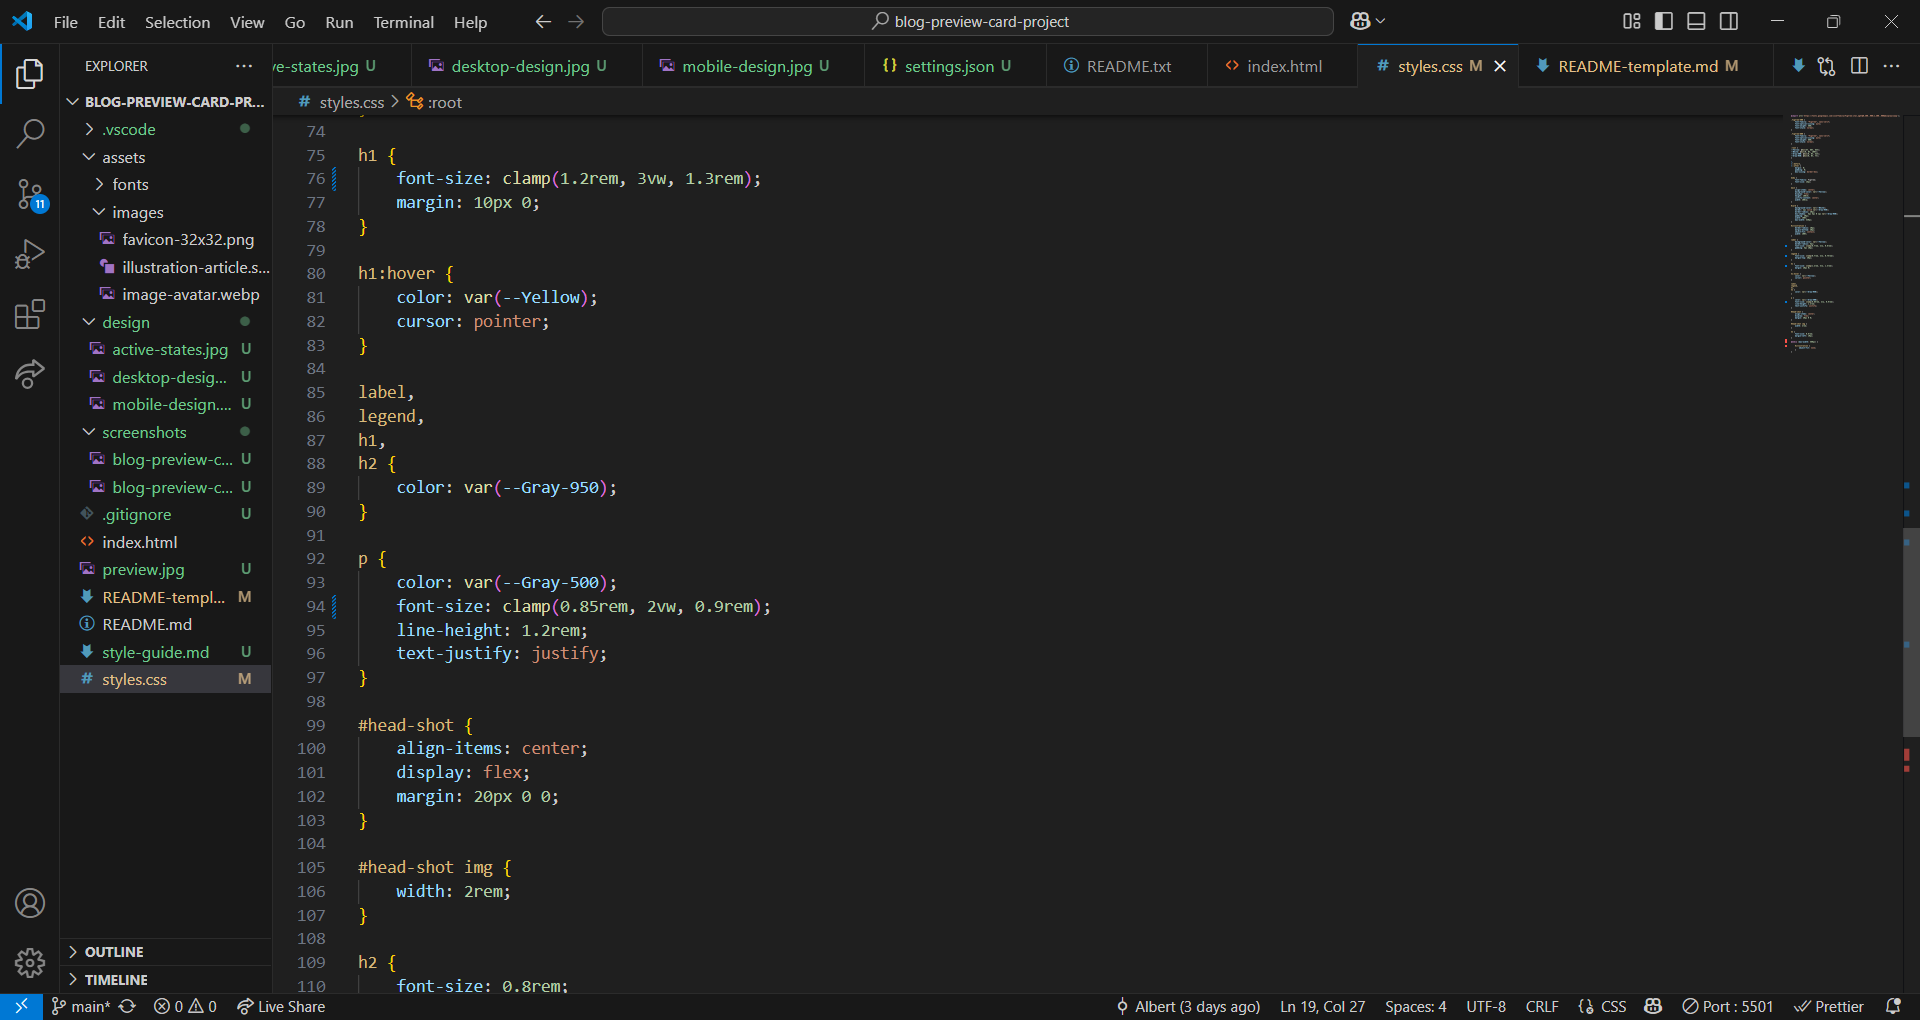 File Edit Selection View Go Run Terminal Help
blog-preview-card-project
EXPLORER
ve-states.jpg U
desktop-design.jpg U
mobile-design.jpg U
{} settings.json U
README.txt
<> index.html
# styles.css M
README-template.md M
# styles.css > :root
BLOG-PREVIEW-CARD-PR...
.vscode
assets
fonts
images
favicon-32x32.png
illustration-article.s...
image-avatar.webp
design
active-states.jpg U
desktop-desig... U
mobile-design.... U
screenshots
blog-preview-c... U
blog-preview-c... U
.gitignore U
<> index.html
preview.jpg U
README-templ... M
README.md
style-guide.md U
# styles.css M
11
OUTLINE
TIMELINE
74
75 h1 {
76 font-size: clamp(1.2rem, 3vw, 1.3rem);
77 margin: 10px 0;
78 }
79
80 h1:hover {
81 color: var(--Yellow);
82 cursor: pointer;
83 }
84
85 label,
86 legend,
87 h1,
88 h2 {
89 color: var(--Gray-950);
90 }
91
92 p {
93 color: var(--Gray-500);
94 font-size: clamp(0.85rem, 2vw, 0.9rem);
95 line-height: 1.2rem;
96 text-justify: justify;
97 }
98
99 #head-shot {
100 align-items: center;
101 display: flex;
102 margin: 20px 0 0;
103 }
104
105 #head-shot img {
106 width: 2rem;
107 }
108
109 h2 {
110 font-size: 0.8rem;
main* 0 0 Live Share Albert (3 days ago) Ln 19, Col 27 Spaces: 4 UTF-8 CRLF {} CSS Port : 5501 Prettier